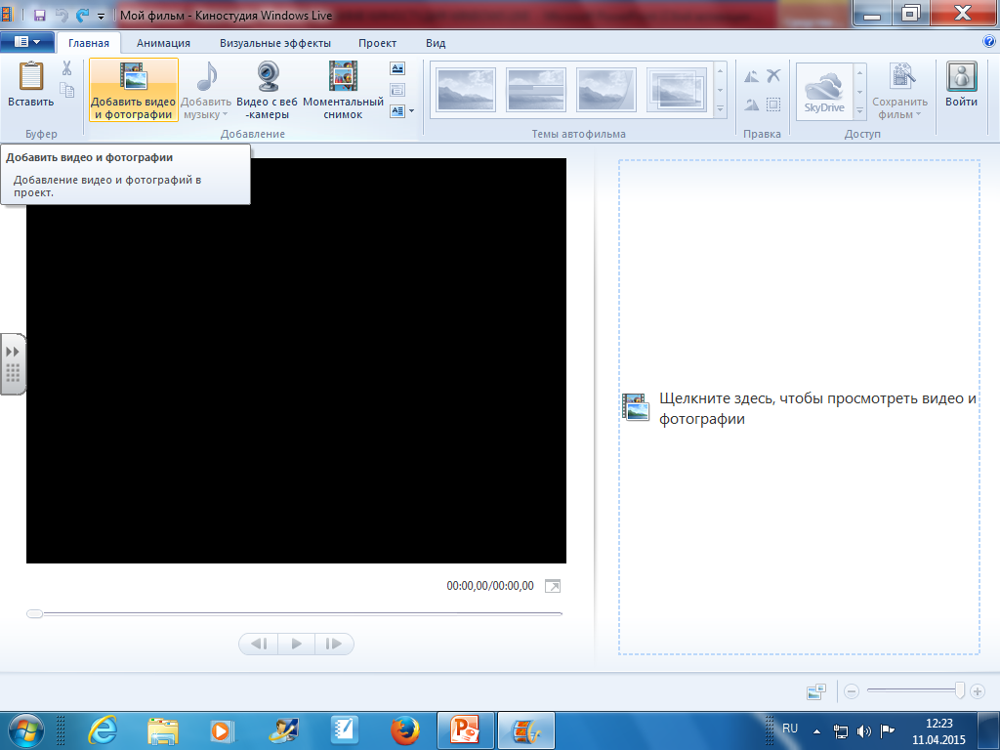 Мой фильм - Киностудия Windows Live
Главная
Анимация
Визуальные эффекты
Проект
Вид
Вставить
Добавить видео и фотографии
Добавить музыку
Видео с веб -камеры
Моментальный снимок
SkyDrive
Сохранить фильм
Войти
Буфер
Добавление
Темы автофильма
Правка
Доступ
Добавить видео и фотографии
Добавление видео и фотографий в
проект.
Щелкните здесь, чтобы просмотреть видео и
фотографии
00:00,00/00:00,00
RU
12:23
11.04.2015